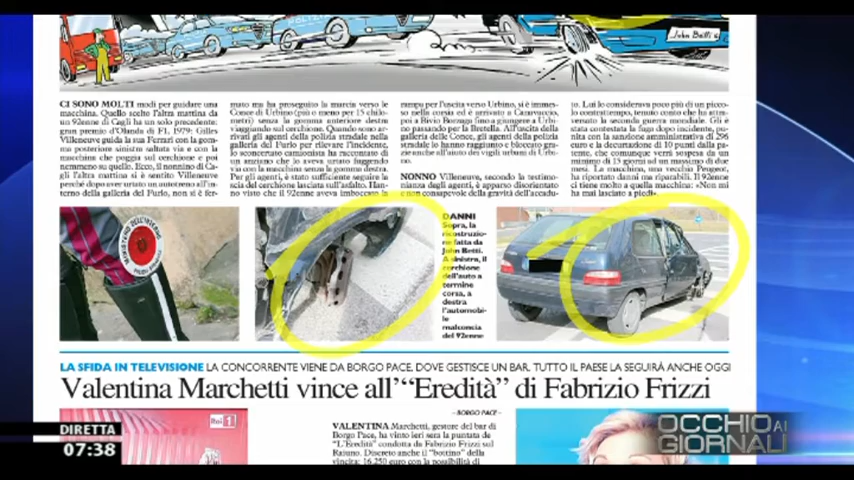 John Betti
CI SONO MOLTI modi per guidare una
macchina. Quello scelto l'altra mattina da
un 92enne di Cagli ha un solo precedente:
gran premio d'Olanda di F1, 1979: Gilles
Villeneuve guida la sua Ferrari con la gom-
ma posteriore sinistra saltata via e con la
macchina che poggia sul cerchione e poi
nemmeno su quello. Ecco, il nonnino di Ca-
gli l'altra mattina si è sentito Villeneuve
perché dopo aver urtato un autotreno all'in-
terno della galleria del Furlo, non si è fer-
mato ma ha proseguito la marcia verso le
Conce di Urbino (più o meno per 15 chilo-
metri) senza la gomma anteriore destra
viaggiando sul cerchione. Quando sono ar-
rivati gli agenti della polizia stradale nella
galleria del Furlo per rilevare l'incidente,
lo sconcertato camionista ha raccontato di
un anziano che lo aveva urtato fuggendo
via con la macchina senza la gomma destra.
Per gli agenti, è stato sufficiente seguire la
scia del cerchione lasciata sull'asfalto. Han-
no visto che il 92enne aveva imboccato la
rampa per l'uscita verso Urbino, si è immes-
so nella corsia ed è arrivato a Canavaccio,
poi a Bivio Borzaga fino a giungere a Urbi-
no passando per la Bretella. All'uscita della
galleria delle Conce, gli agenti della polizia
stradale lo hanno raggiunto e bloccato gra-
zie anche all'aiuto dei vigili urbani di Urbi-
no.
NONNO Villeneuve, secondo la testimo-
nianza degli agenti, è apparso disorientato
e non consapevole della gravità dell'accadu-
to. Lui lo considerava poco più di un picco-
lo contrattempo, tenuto conto che ha attra-
versato la seconda guerra mondiale. Gli è
stata contestata la fuga dopo incidente, pu-
nita con la sanzione amministrativa di 296
euro e la decurtazione di 10 punti dalla pa-
tente, che comunque verrà sospesa da un
minimo di 15 giorni ad un massimo di due
mesi. La macchina, una vecchia Peugeot,
ha riportato danni ma riparabili. Il 92enne
ci tiene molto a quella macchina: «Non mi
ha mai lasciato a piedi».
MINISTERO DELL'INTERNO
DANNI
Sopra, la
ricostruzio-
ne fatta da
John Betti.
A sinistra, il
cerchione
dell'auto a
termine
corsa, a
destra
l'automobi-
le
malconcia
del 92enne
LA SFIDA IN TELEVISIONE LA CONCORRENTE VIENE DA BORGO PACE, DOVE GESTISCE UN BAR. TUTTO IL PAESE LA SEGUIRÀ ANCHE OGGI
Valentina Marchetti vince all'“Eredità” di Fabrizio Frizzi
– BORGO PACE –
Rai 1
VALENTINA Marchetti, gestore del bar di
Borgo Pace, ha vinto ieri sera la puntata de
“L'Eredità” condotta da Fabrizio Frizzi su
Raiuno. Discreto anche il “bottino” della
vincita: 16.250 euro con la possibilità di
DIRETTA
07:38
OCCHIO AI
GIORNALI